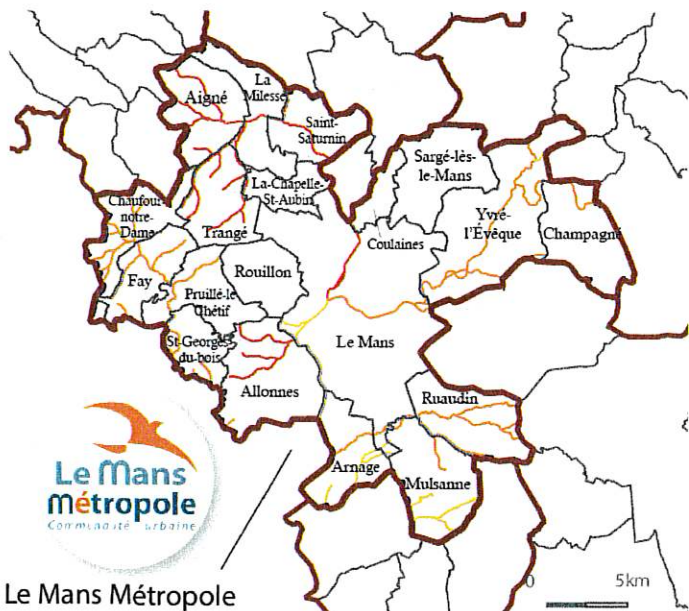 La
Milesse
Aigné
Saint-
Saturnin
Sargé-lès-
le-Mans
La-Chapelle-
St-Aubin
Chaufour-
notre-
Dame
Trangé
Coulaines
Yvré-
l'Évêque
Champagné
Fay
Rouillon
Pruillé-le
Chétif
St-Georges
du-bois
Le Mans
Allonnes
Ruaudin
Arnage
Mulsanne
Le Mans
métropole
Communauté urbaine
Le Mans Métropole
0 5km